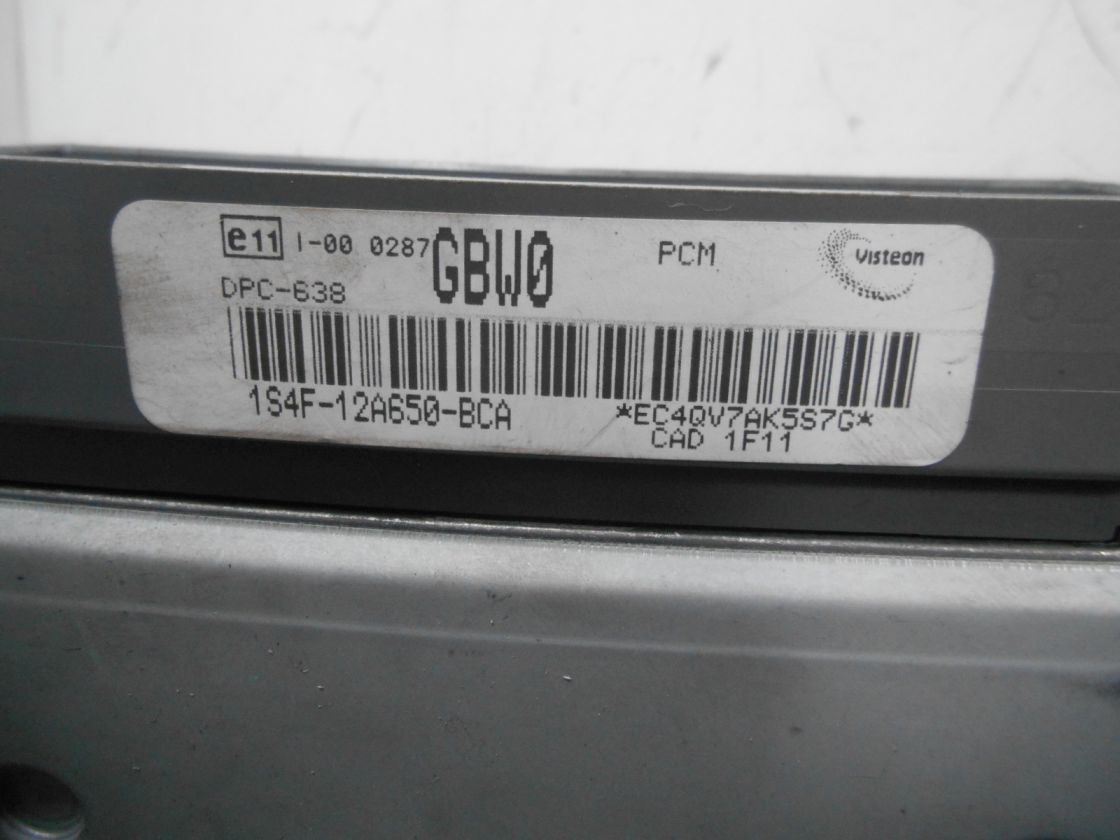 e11 I-00 0287 GBW0 PCM Visteon
DPC-638
1S4F-12A650-BCA *EC4QV7AK5S7G*
CAD 1F11